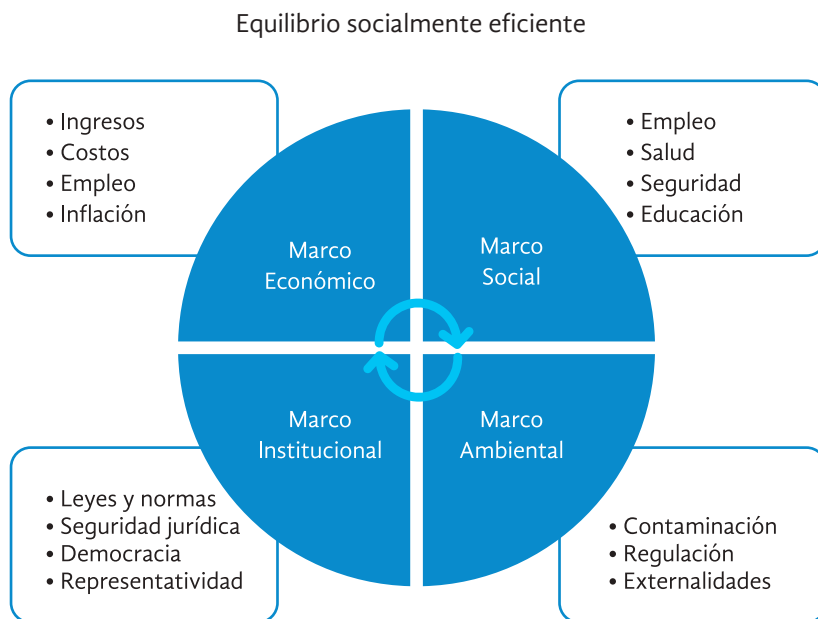 Equilibrio socialmente eficiente
• Ingresos
• Costos
• Empleo
• Inflación
• Empleo
• Salud
• Seguridad
• Educación
Marco
Económico
Marco
Social
Marco
Institucional
Marco
Ambiental
• Leyes y normas
• Seguridad jurídica
• Democracia
• Representatividad
• Contaminación
• Regulación
• Externalidades